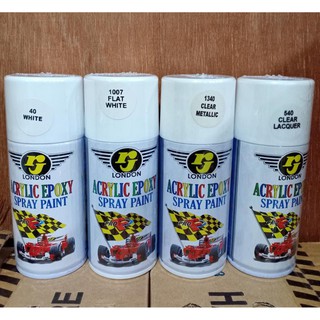 40
WHITE
1007
FLAT
WHITE
1340
CLEAR
METALLIC
640
CLEAR
LACQUER
LONDON
ACRYLIC EPOXY
SPRAY PAINT
LONDON
ACRYLIC EPOXY
SPRAY PAINT
LONDON
ACRYLIC EPOXY
SPRAY PAINT
LONDON
ACRYLIC EPOXY
SPRAY PAINT